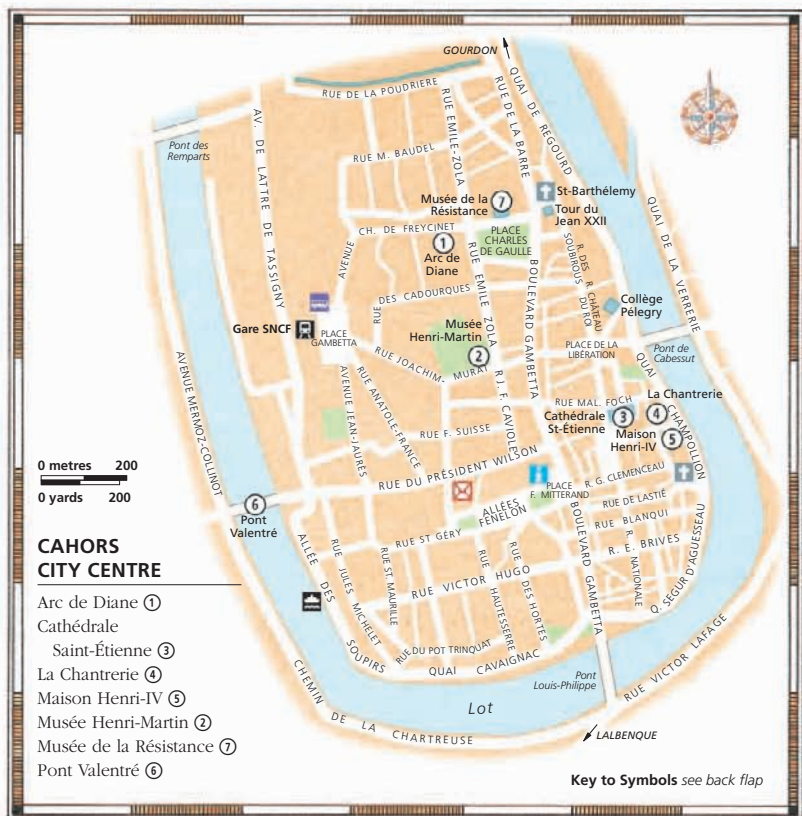 GOURDON
RUE DE LA POUDRIERE
QUAI DE REGOURD
AV. DE LATTRE DE TASSIGNY
RUE EMILE-ZOLA
RUE DE LA BARRE
Pont des
Remparts
RUE M. BAUDEL
St-Barthélemy
Musée de la
Résistance
7
Tour du
Jean XXII
CH. DE FREYCINET
AVENUE
1
Arc de
Diane
PLACE
CHARLES
DE GAULLE
QUAI DE LA VERRERIE
R. DES SOUBIROUS
R. CHÂTEAU DU ROI
RUE DES CADOURQUES
RUE EMILE ZOLA
BOULEVARD GAMBETTA
Collège
Pélegry
Gare SNCF
PLACE
GAMBETTA
Musée
Henri-Martin
2
RUE JOACHIM- MURAT
PLACE DE LA
LIBÉRATION
Pont de
Cabessut
AVENUE MERMOZ-COLLINOT
AVENUE JEAN-JAURÈS
RUE ANATOLE-FRANCE
R J. F. CAVIOLE
QUAI CHAMPOLLION
La Chantrerie
RUE MAL. FOCH
Cathédrale
St-Étienne
3
4
Maison
Henri-IV
5
RUE F. SUISSE
0 metres 200
0 yards 200
RUE DU PRÉSIDENT WILSON
R. G. CLEMENCEAU
PLACE
F. MITTERAND
6
Pont
Valentré
ALLÉES
FENELON
RUE DE LASTIÉ
RUE BLANQUI
RUE ST GÉRY
R. E. BRIVES
BOULEVARD GAMBETTA
R. NATIONALE
Q. SEGUR D'AGUESSEAU
ALLÉE DES SOUPIRS
RUE JULES MICHELET
RUE ST. MAURILLE
RUE VICTOR HUGO
RUE HAUTESSERRE
RUE DES HORTES
RUE DU POT TRINQUAT
QUAI CAVAIGNAC
Pont
Louis-Philippe
RUE VICTOR LAFAGE
Lot
CHEMIN DE LA CHARTREUSE
LALBENQUE
CAHORS
CITY CENTRE
Arc de Diane 1
Cathédrale
Saint-Étienne 3
La Chantrerie 4
Maison Henri-IV 5
Musée Henri-Martin 2
Musée de la Résistance 7
Pont Valentré 6
Key to Symbols see back flap